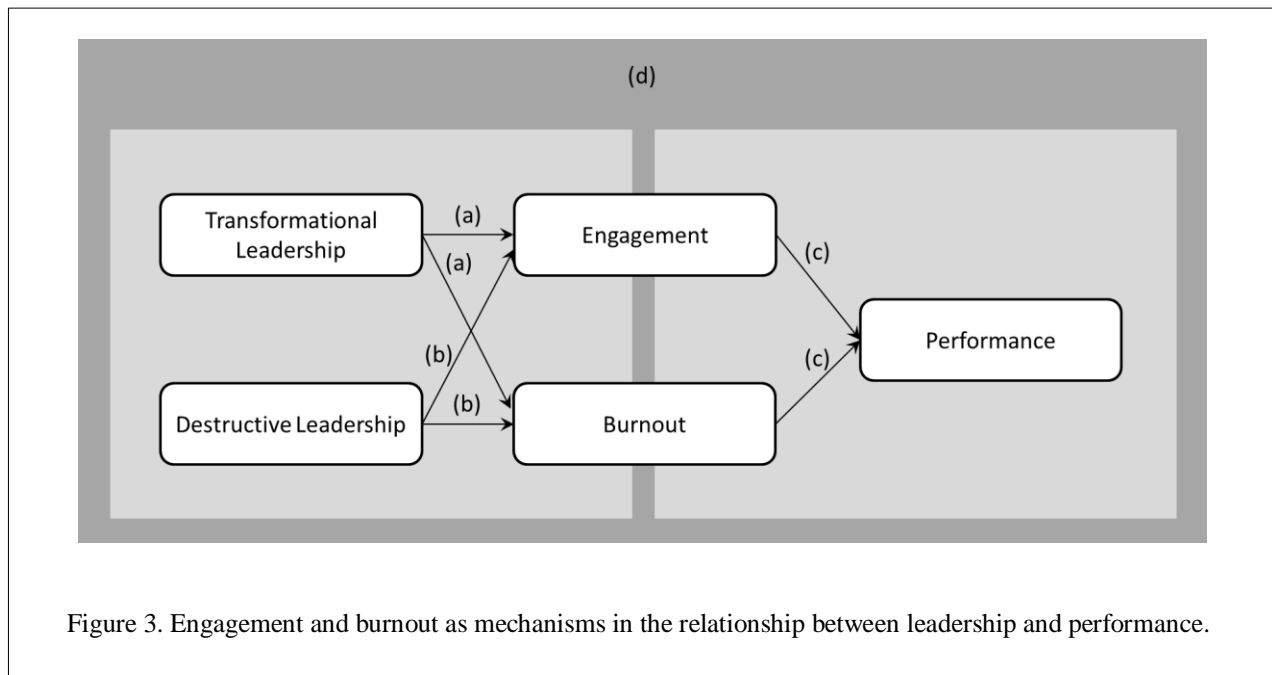 (d)
Transformational
Leadership
(a)
Engagement
(a)
(c)
Performance
(b)
(c)
Destructive Leadership
(b)
Burnout
Figure 3. Engagement and burnout as mechanisms in the relationship between leadership and performance.